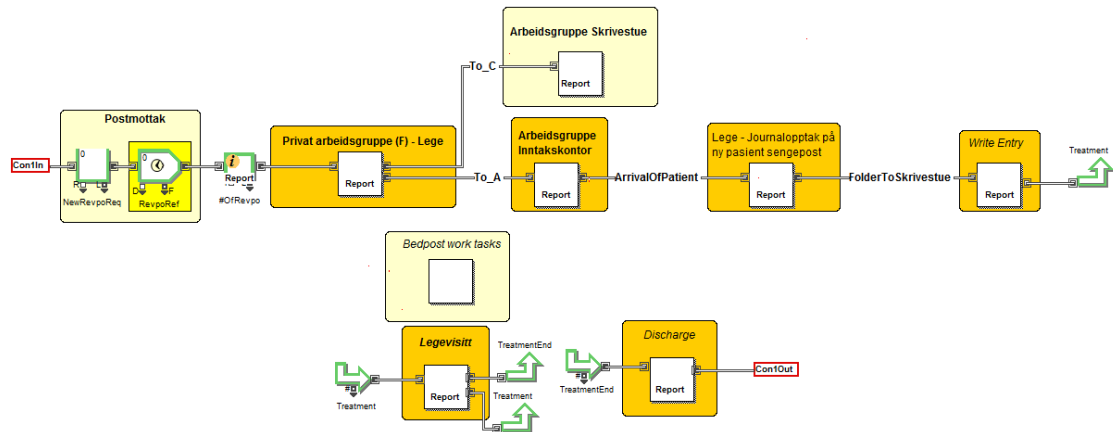 Arbeidsgruppe Skrivestue
Report
To_C
Postmottak
Con1In
0
R
L
NewRevpoReq
0
D
F
RevpoRef
i
Report
#OfRevpo
Privat arbeidsgruppe (F) - Lege
Report
To_A
Arbeidsgruppe
Inntakskontor
Report
ArrivalOfPatient
Lege - Journalopptak på
ny pasient sengepost
Report
FolderToSkrivestue
Write Entry
Report
Treatment
Bedpost work tasks
Legevisitt
#
Treatment
Report
TreatmentEnd
Treatment
#
TreatmentEnd
Discharge
Report
Con1Out